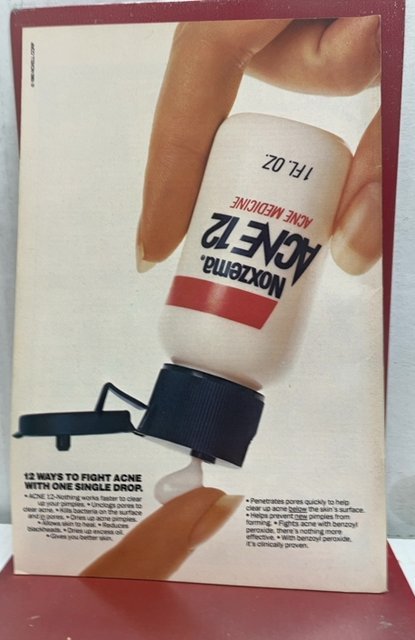 © 1985 NOXELL CORP.
1 FL. OZ.
ACNE MEDICINE
ACNE 12
Noxzema.
12 WAYS TO FIGHT ACNE
WITH ONE SINGLE DROP.
• ACNE 12-Nothing works faster to clear
up your pimples. • Unclogs pores to
clear acne. • Kills bacteria on the surface
and in pores. • Dries up acne pimples.
• Allows skin to heal. • Reduces
blackheads. • Dries up excess oil.
• Gives you better skin.
• Penetrates pores quickly to help
clear up acne below the skin's surface.
• Helps prevent new pimples from
forming. • Fights acne with benzoyl
peroxide, there's nothing more
effective. • With benzoyl peroxide,
it's clinically proven.